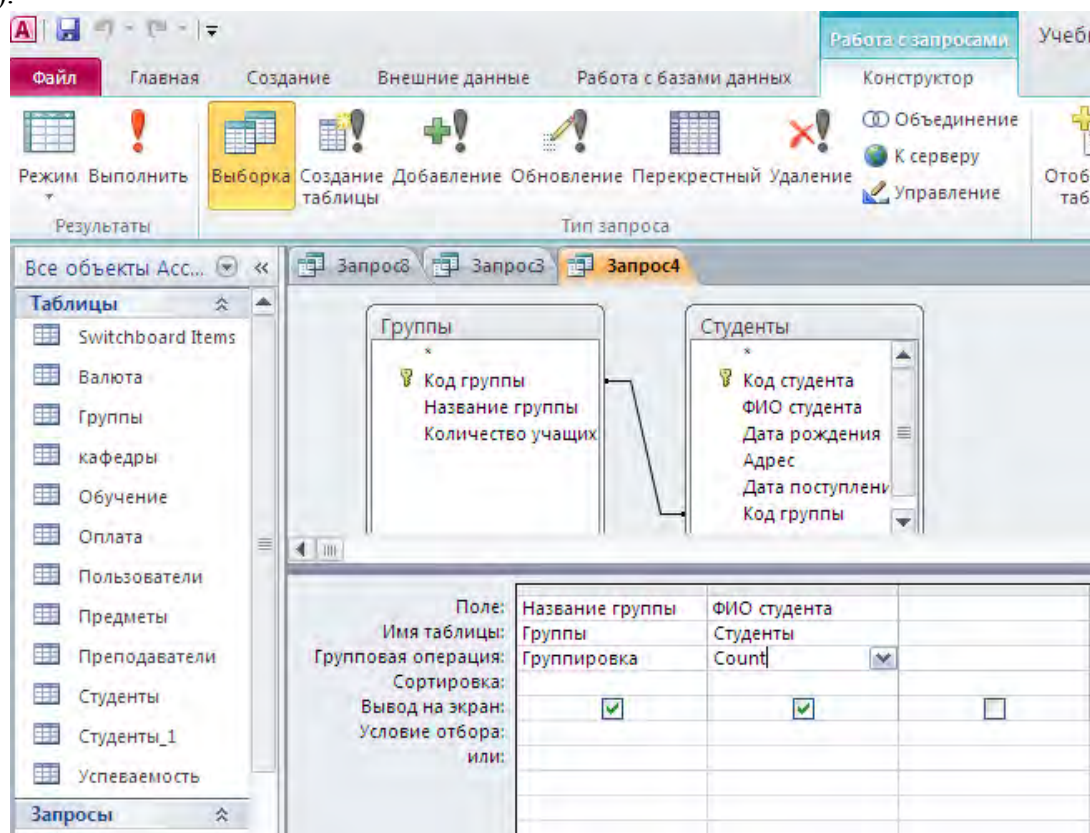 ).
A
Работа с запросами
Учеб
Файл Главная Создание Внешние данные Работа с базами данных Конструктор
Режим Выполнить Выборка Создание таблицы Добавление Обновление Перекрестный Удаление
Объединение
К серверу
Управление
Отоб
таб
Результаты
Тип запроса
Все объекты Acc...
Запрос8 Запрос3 Запрос4
Таблицы
Switchboard Items
Валюта
Группы
кафедры
Обучение
Оплата
Пользователи
Предметы
Преподаватели
Студенты
Студенты_1
Успеваемость
Запросы
Группы
*
Код группы
Название группы
Количество учащих
Студенты
*
Код студента
ФИО студента
Дата рождения
Адрес
Дата поступлени
Код группы
Поле: Название группы ФИО студента
Имя таблицы: Группы Студенты
Групповая операция: Группировка Count
Сортировка:
Вывод на экран:
Условие отбора:
или: